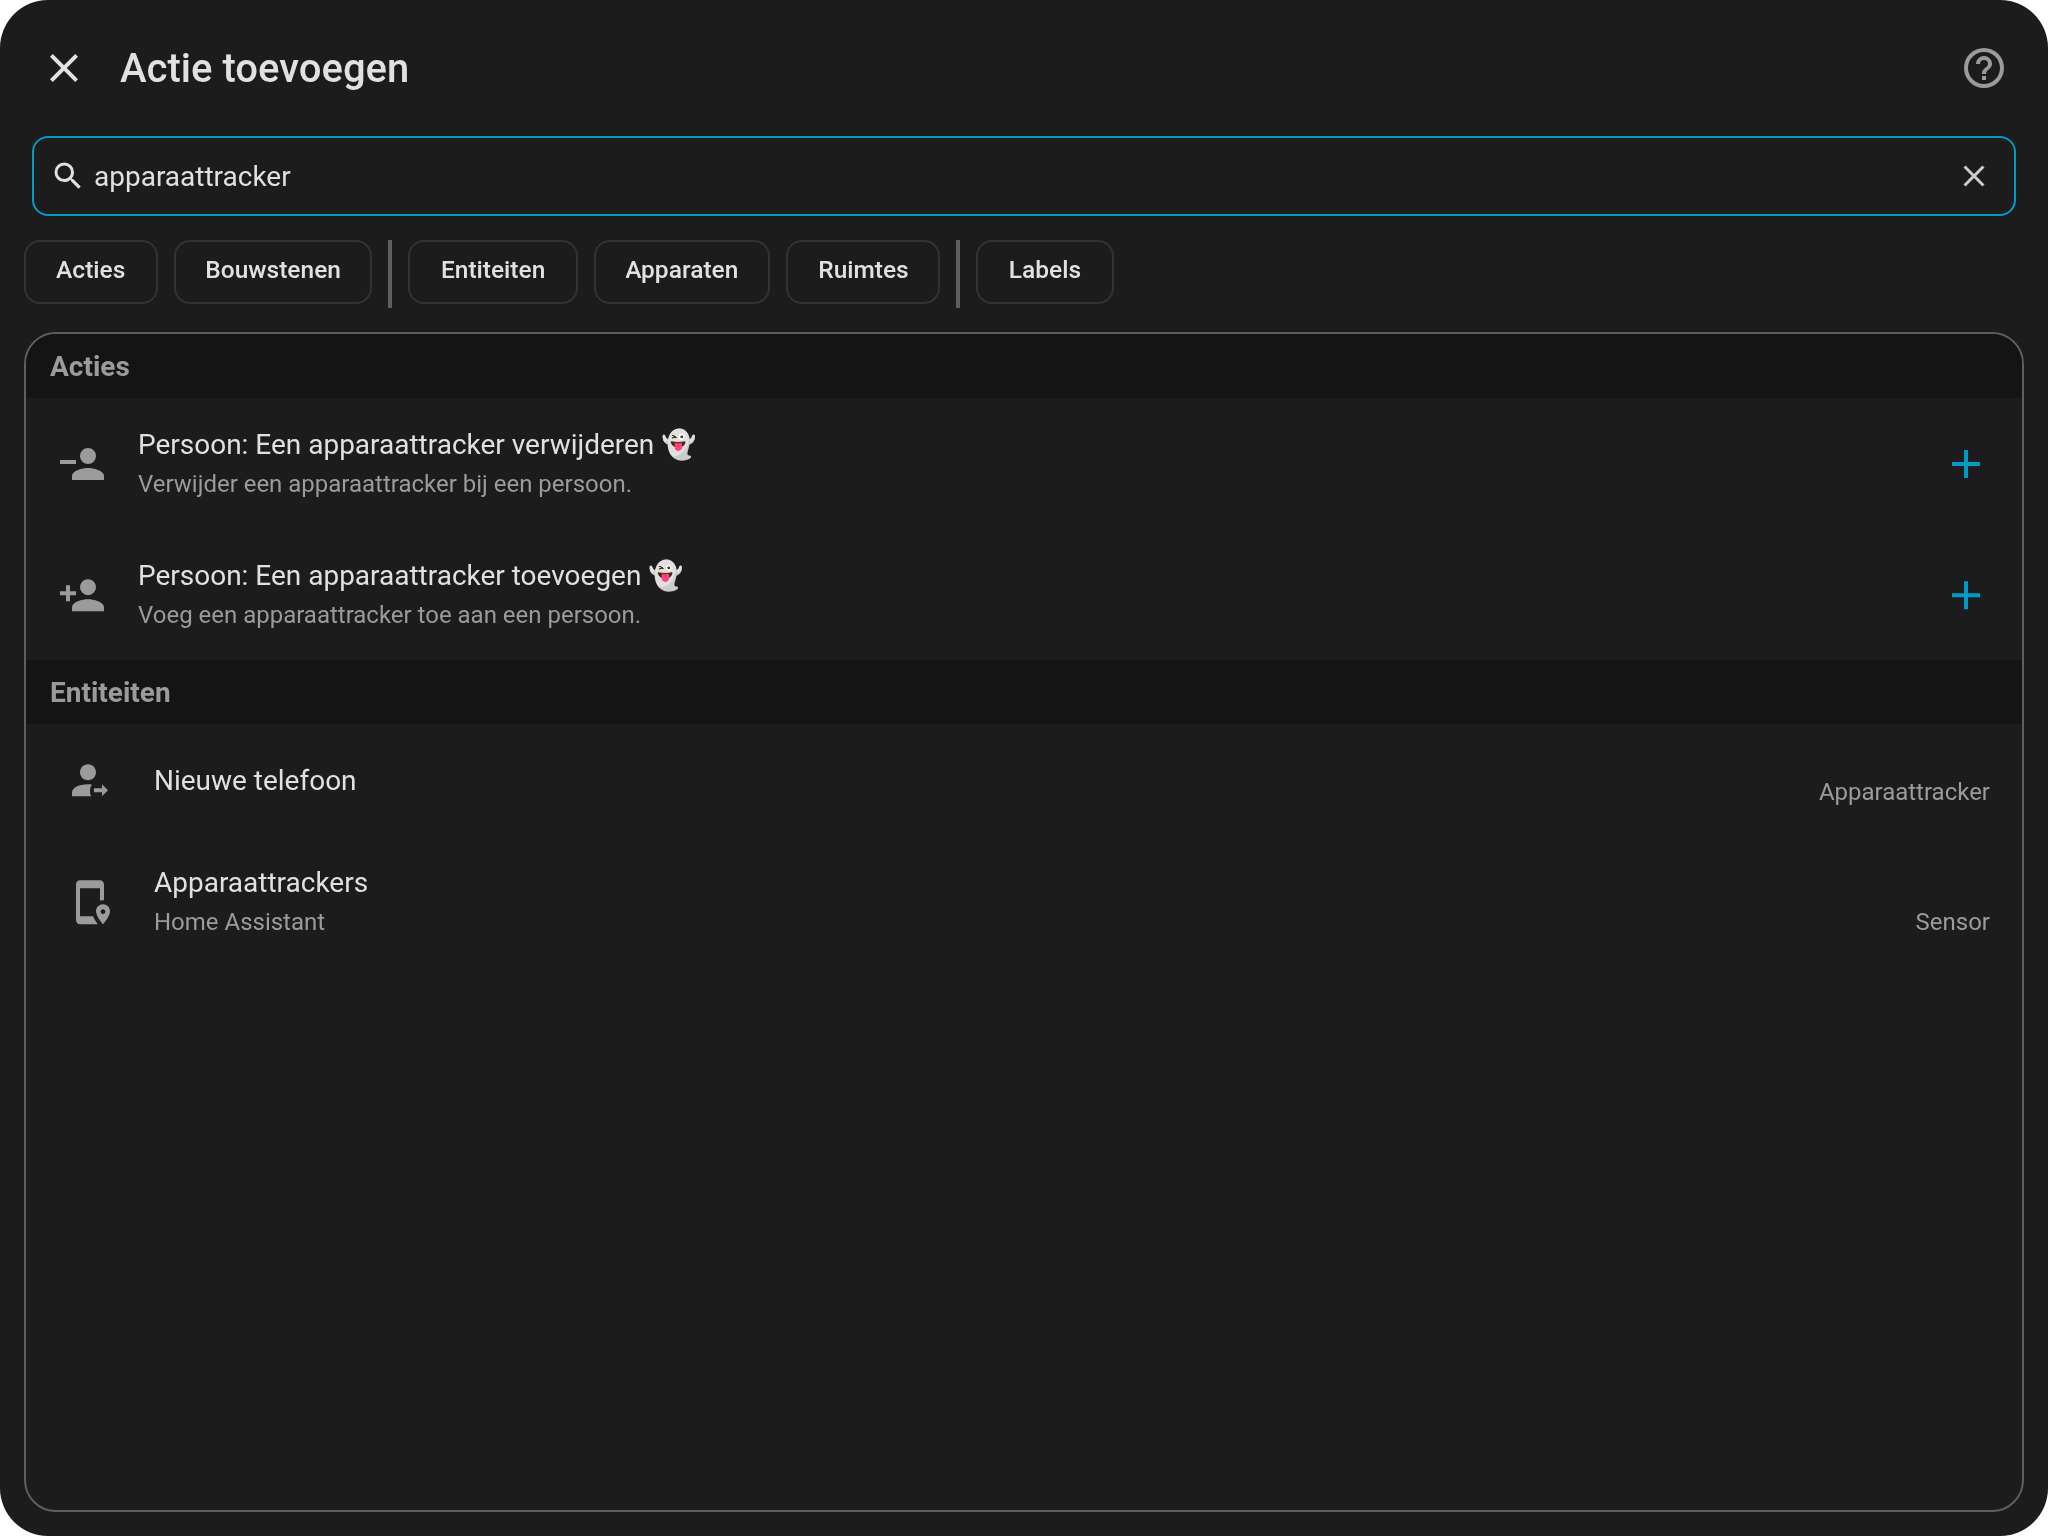 Actie toevoegen
apparaattracker
Acties
Bouwstenen
Entiteiten
Apparaten
Ruimtes
Labels
Acties
Persoon: Een apparaattracker verwijderen 👻
Verwijder een apparaattracker bij een persoon.
Persoon: Een apparaattracker toevoegen 👻
Voeg een apparaattracker toe aan een persoon.
Entiteiten
Nieuwe telefoon
Apparaattracker
Apparaattrackers
Home Assistant
Sensor